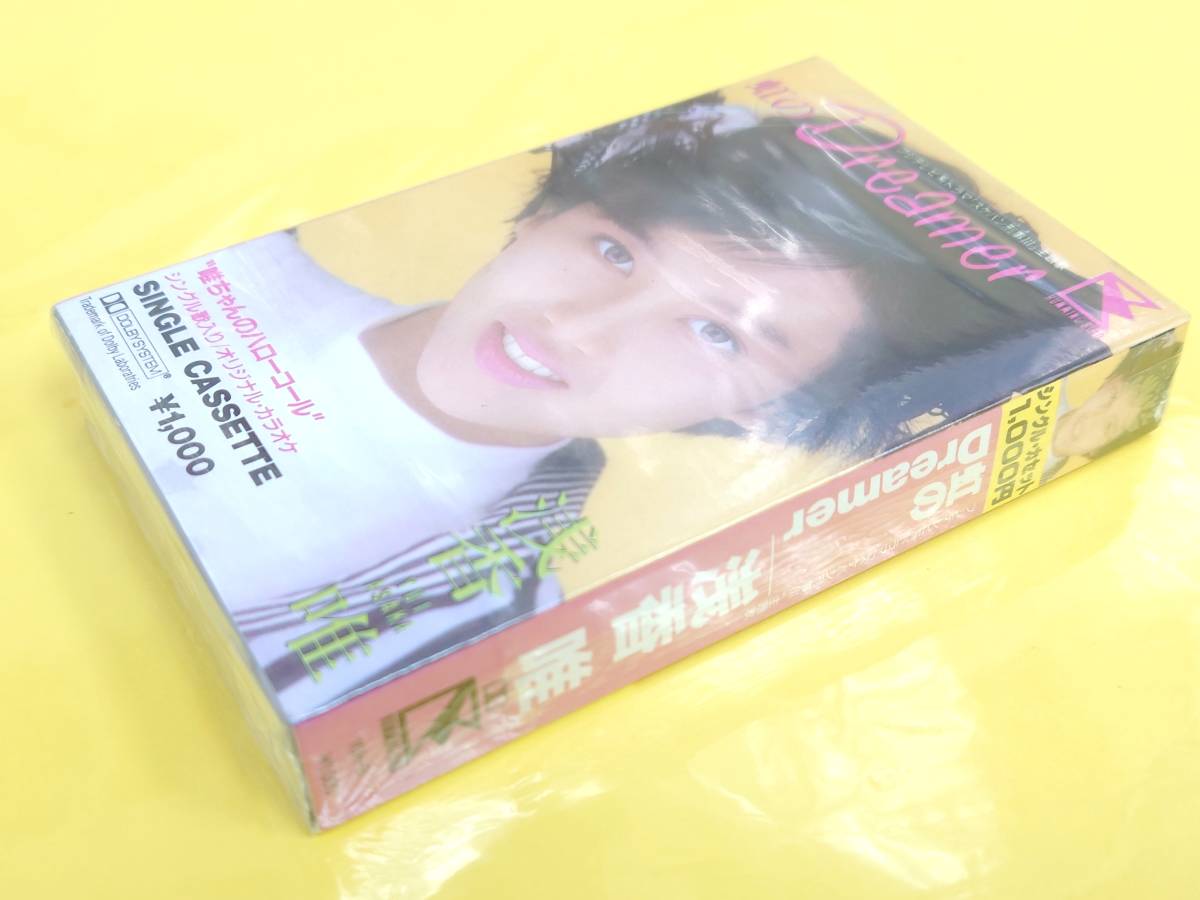 虹の Dreamer
"唯ちゃんのハローコール"
シングル歌入り/オリジナル・カラオケ
SINGLE CASSETTE
DOLBY SYSTEM®
Trademark of Dolby Laboratries
¥1,000
浅香 唯
YUI ASAKA
シングル・カセット
1,000円
虹の
Dreamer
浅香 唯